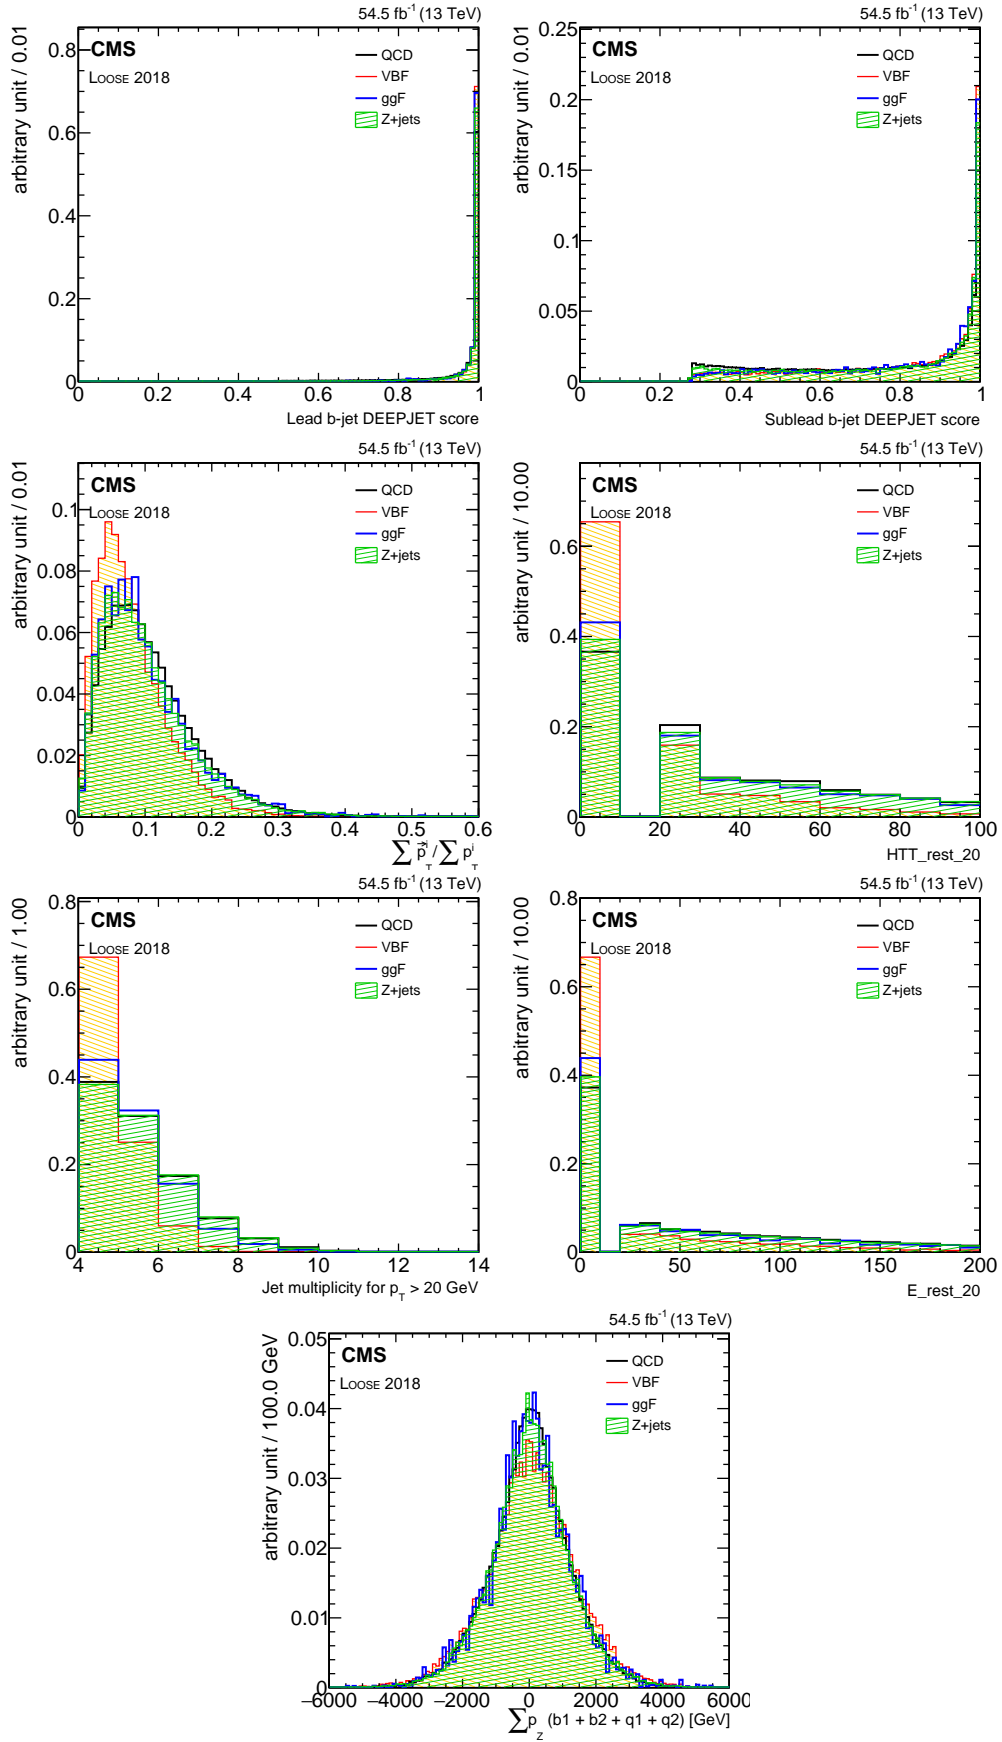 54.5 fb-1 (13 TeV)
CMS
LOOSE 2018
QCD
VBF
ggF
Z+jets
arbitrary unit / 0.01
0.8
0.6
0.4
0.2
0
0 0.2 0.4 0.6 0.8 1
Lead b-jet DEEPJET score
54.5 fb-1 (13 TeV)
CMS
LOOSE 2018
QCD
VBF
ggF
Z+jets
arbitrary unit / 0.01
0.25
0.2
0.15
0.1
0.05
0
0 0.2 0.4 0.6 0.8 1
Sublead b-jet DEEPJET score
54.5 fb-1 (13 TeV)
CMS
LOOSE 2018
QCD
VBF
ggF
Z+jets
arbitrary unit / 0.01
0.1
0.08
0.06
0.04
0.02
0
0 0.1 0.2 0.3 0.4 0.5 0.6
∑ p⃗_T^i / ∑ p_T^i
54.5 fb-1 (13 TeV)
CMS
LOOSE 2018
QCD
VBF
ggF
Z+jets
arbitrary unit / 10.00
0.6
0.4
0.2
0
0 20 40 60 80 100
HTT_rest_20
54.5 fb-1 (13 TeV)
CMS
LOOSE 2018
QCD
VBF
ggF
Z+jets
arbitrary unit / 1.00
0.8
0.6
0.4
0.2
0
4 6 8 10 12 14
Jet multiplicity for p_T > 20 GeV
54.5 fb-1 (13 TeV)
CMS
LOOSE 2018
QCD
VBF
ggF
Z+jets
arbitrary unit / 10.00
0.8
0.6
0.4
0.2
0
0 50 100 150 200
E_rest_20
54.5 fb-1 (13 TeV)
CMS
LOOSE 2018
QCD
VBF
ggF
Z+jets
arbitrary unit / 100.0 GeV
0.05
0.04
0.03
0.02
0.01
0
−6000 −4000 −2000 0 2000 4000 6000
∑ p_Z (b1 + b2 + q1 + q2) [GeV]